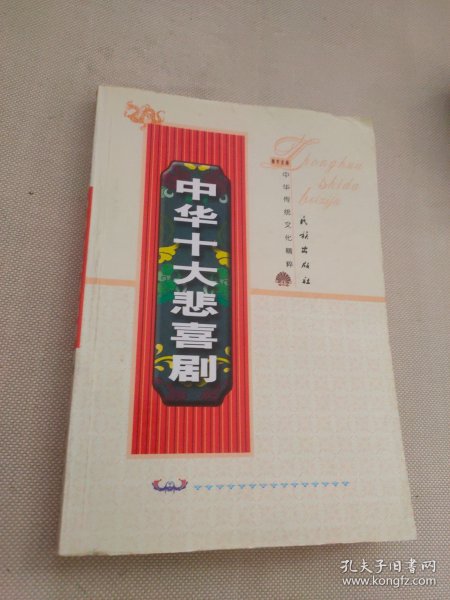 中华十大悲喜剧
Zhonghua
shida
beixiju
中华传统文化精粹
民族出版社
孔夫子旧书网
www.kongfz.com